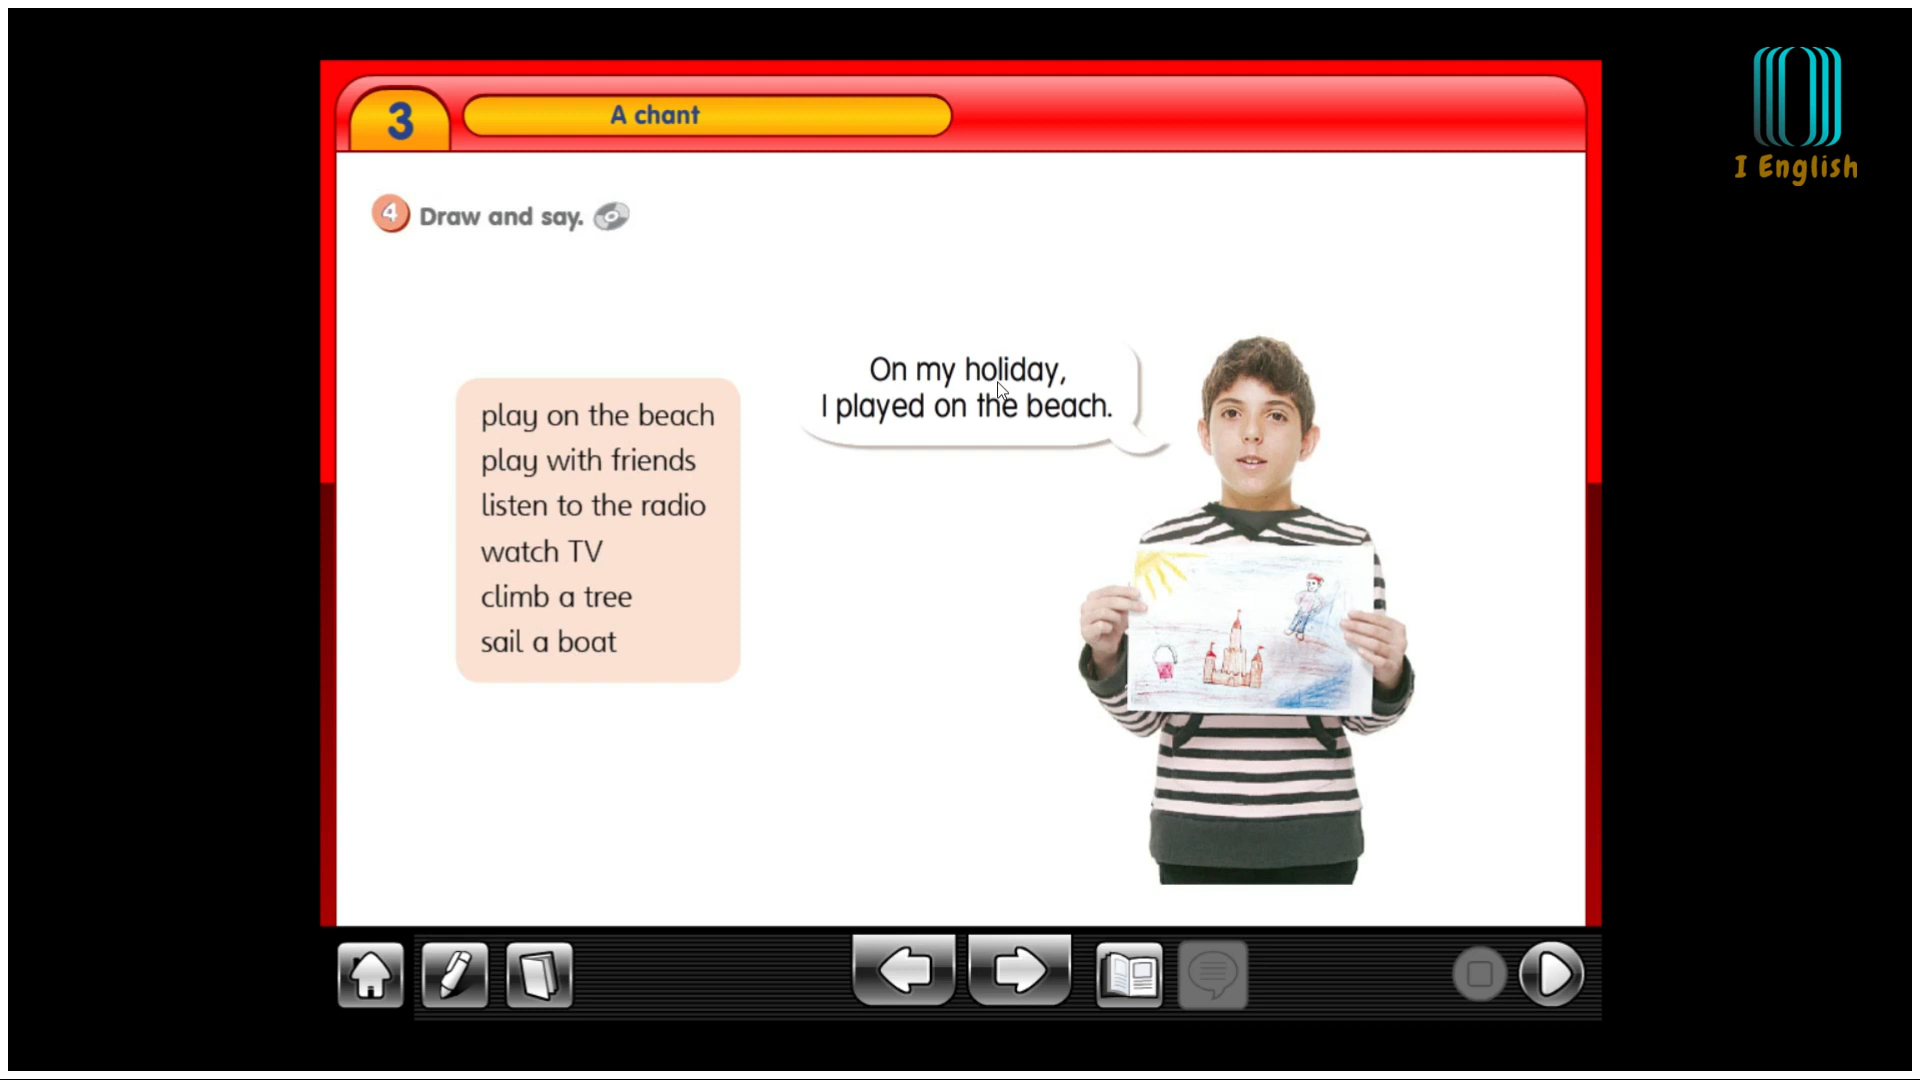 3
A chant
I English
4 Draw and say.
On my holiday,
I played on the beach.
play on the beach
play with friends
listen to the radio
watch TV
climb a tree
sail a boat